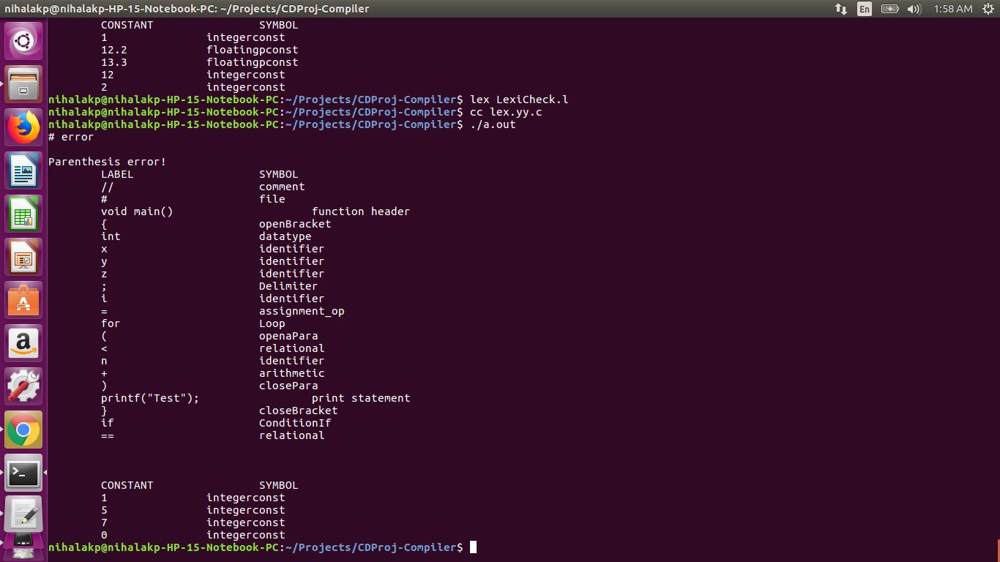 nihalakp@nihalakp-HP-15-Notebook-PC: ~/Projects/CDProj-Compiler En 1:58 AM
CONSTANT SYMBOL
1 integerconst
12.2 floatingpconst
13.3 floatingpconst
12 integerconst
2 integerconst
nihalakp@nihalakp-HP-15-Notebook-PC:~/Projects/CDProj-Compiler$ lex LexiCheck.l
nihalakp@nihalakp-HP-15-Notebook-PC:~/Projects/CDProj-Compiler$ cc lex.yy.c
nihalakp@nihalakp-HP-15-Notebook-PC:~/Projects/CDProj-Compiler$ ./a.out
# error
Parenthesis error!
LABEL SYMBOL
// comment
# file
void main() function header
{ openBracket
int datatype
x identifier
y identifier
z identifier
; Delimiter
i identifier
= assignment_op
for Loop
( openaPara
< relational
n identifier
+ arithmetic
) closePara
printf("Test"); print statement
} closeBracket
if ConditionIf
== relational
CONSTANT SYMBOL
1 integerconst
5 integerconst
7 integerconst
0 integerconst
nihalakp@nihalakp-HP-15-Notebook-PC:~/Projects/CDProj-Compiler$